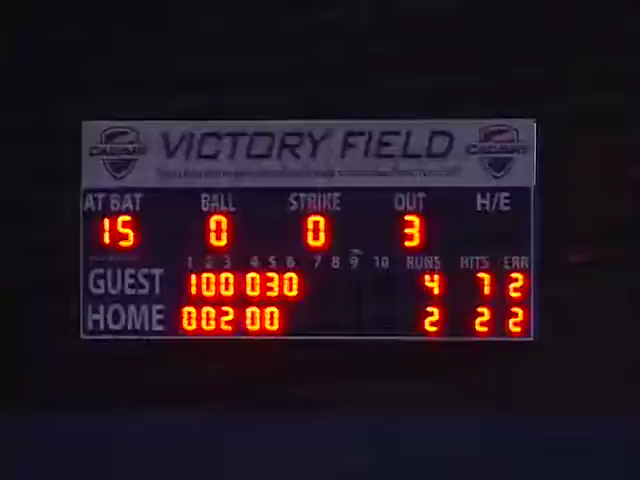 VICTORY FIELD
AT BAT BALL STRIKE OUT H/E
15 0 0 3
1 2 3 4 5 6 7 8 9 10 RUNS HITS ERR
GUEST 100 030 4 7 2
HOME 002 00 2 2 2